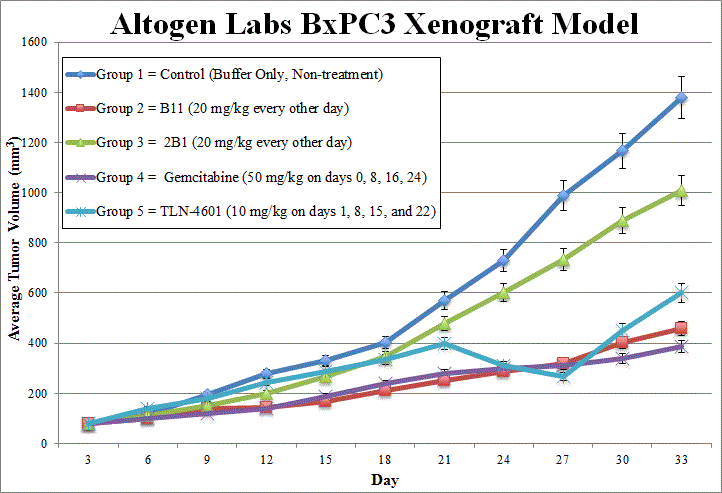 Altogen Labs BxPC3 Xenograft Model
1600
1400
1200
1000
800
600
400
200
0
Average Tumor Volume (mm³)
Group 1 = Control (Buffer Only, Non-treatment)
Group 2 = B11 (20 mg/kg every other day)
Group 3 = 2B1 (20 mg/kg every other day)
Group 4 = Gemcitabine (50 mg/kg on days 0, 8, 16, 24)
Group 5 = TLN-4601 (10 mg/kg on days 1, 8, 15, and 22)
3 6 9 12 15 18 21 24 27 30 33
Day